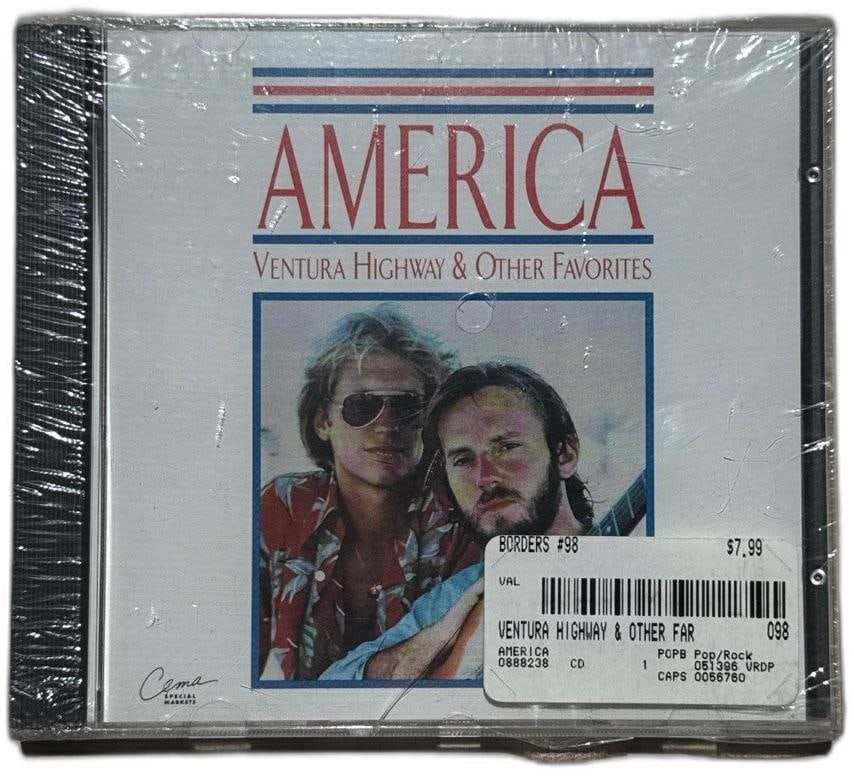 AMERICA
VENTURA HIGHWAY & OTHER FAVORITES
BORDERS #98 $7.99
VAL
VENTURA HIGHWAY & OTHER FAR 098
AMERICA POPB Pop/Rock
0888238 CD 1 051396 VRDP
CAPS 0056760
Cema
SPECIAL
MARKETS